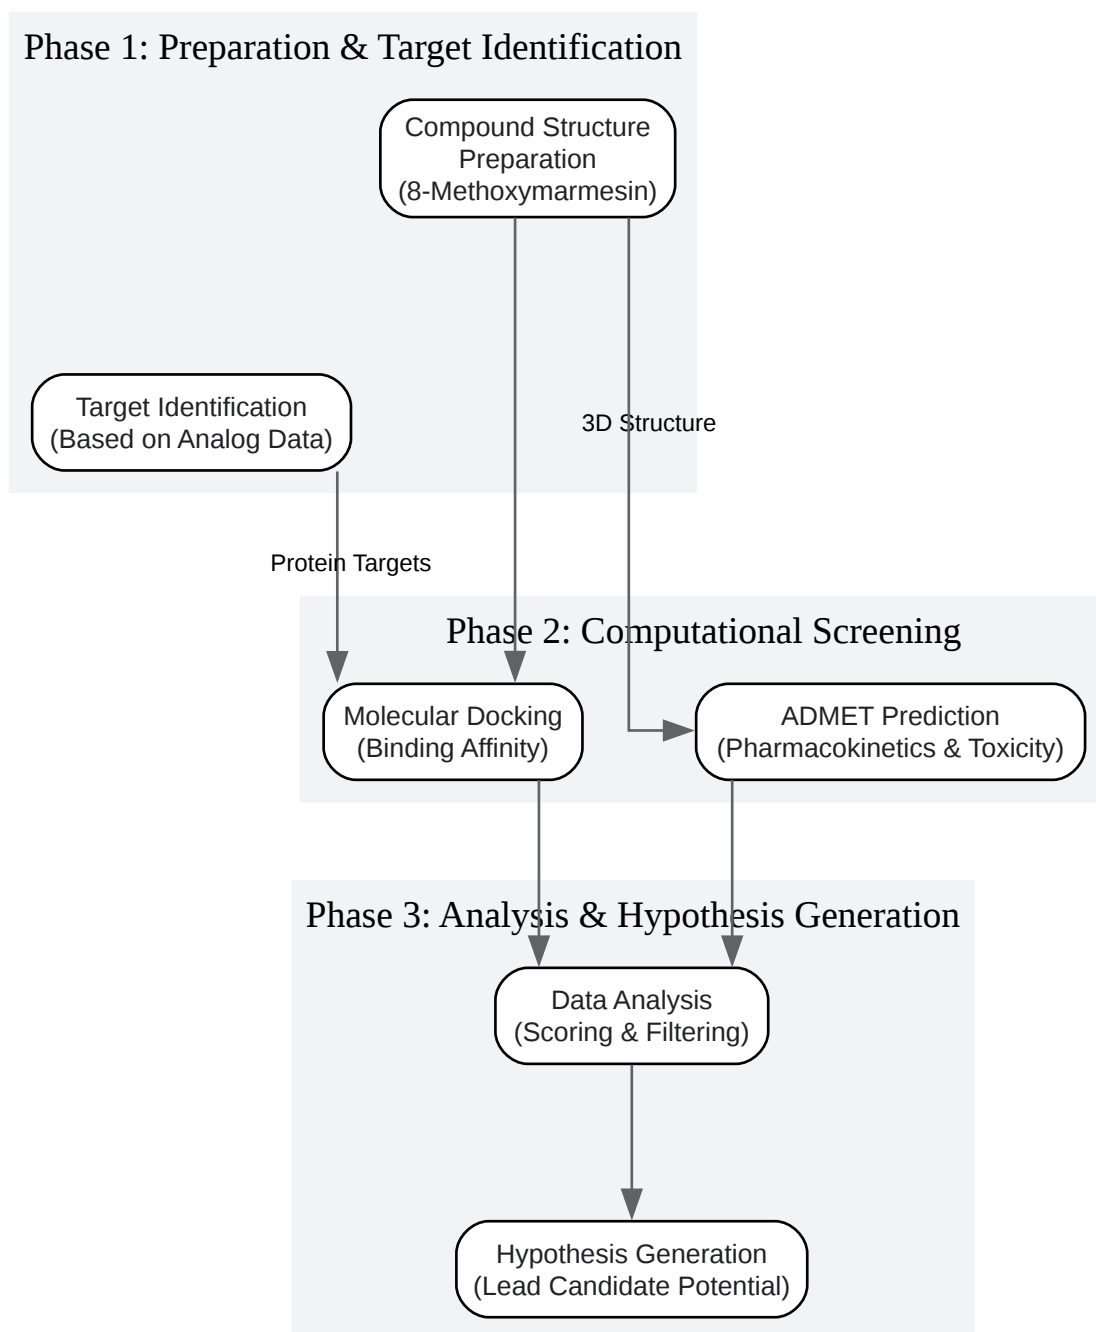 Phase 1: Preparation & Target Identification
Compound Structure
Preparation
(8-Methoxymarmesin)
Target Identification
(Based on Analog Data)
3D Structure
Protein Targets
Phase 2: Computational Screening
Molecular Docking
(Binding Affinity)
ADMET Prediction
(Pharmacokinetics & Toxicity)
Phase 3: Analysis & Hypothesis Generation
Data Analysis
(Scoring & Filtering)
Hypothesis Generation
(Lead Candidate Potential)